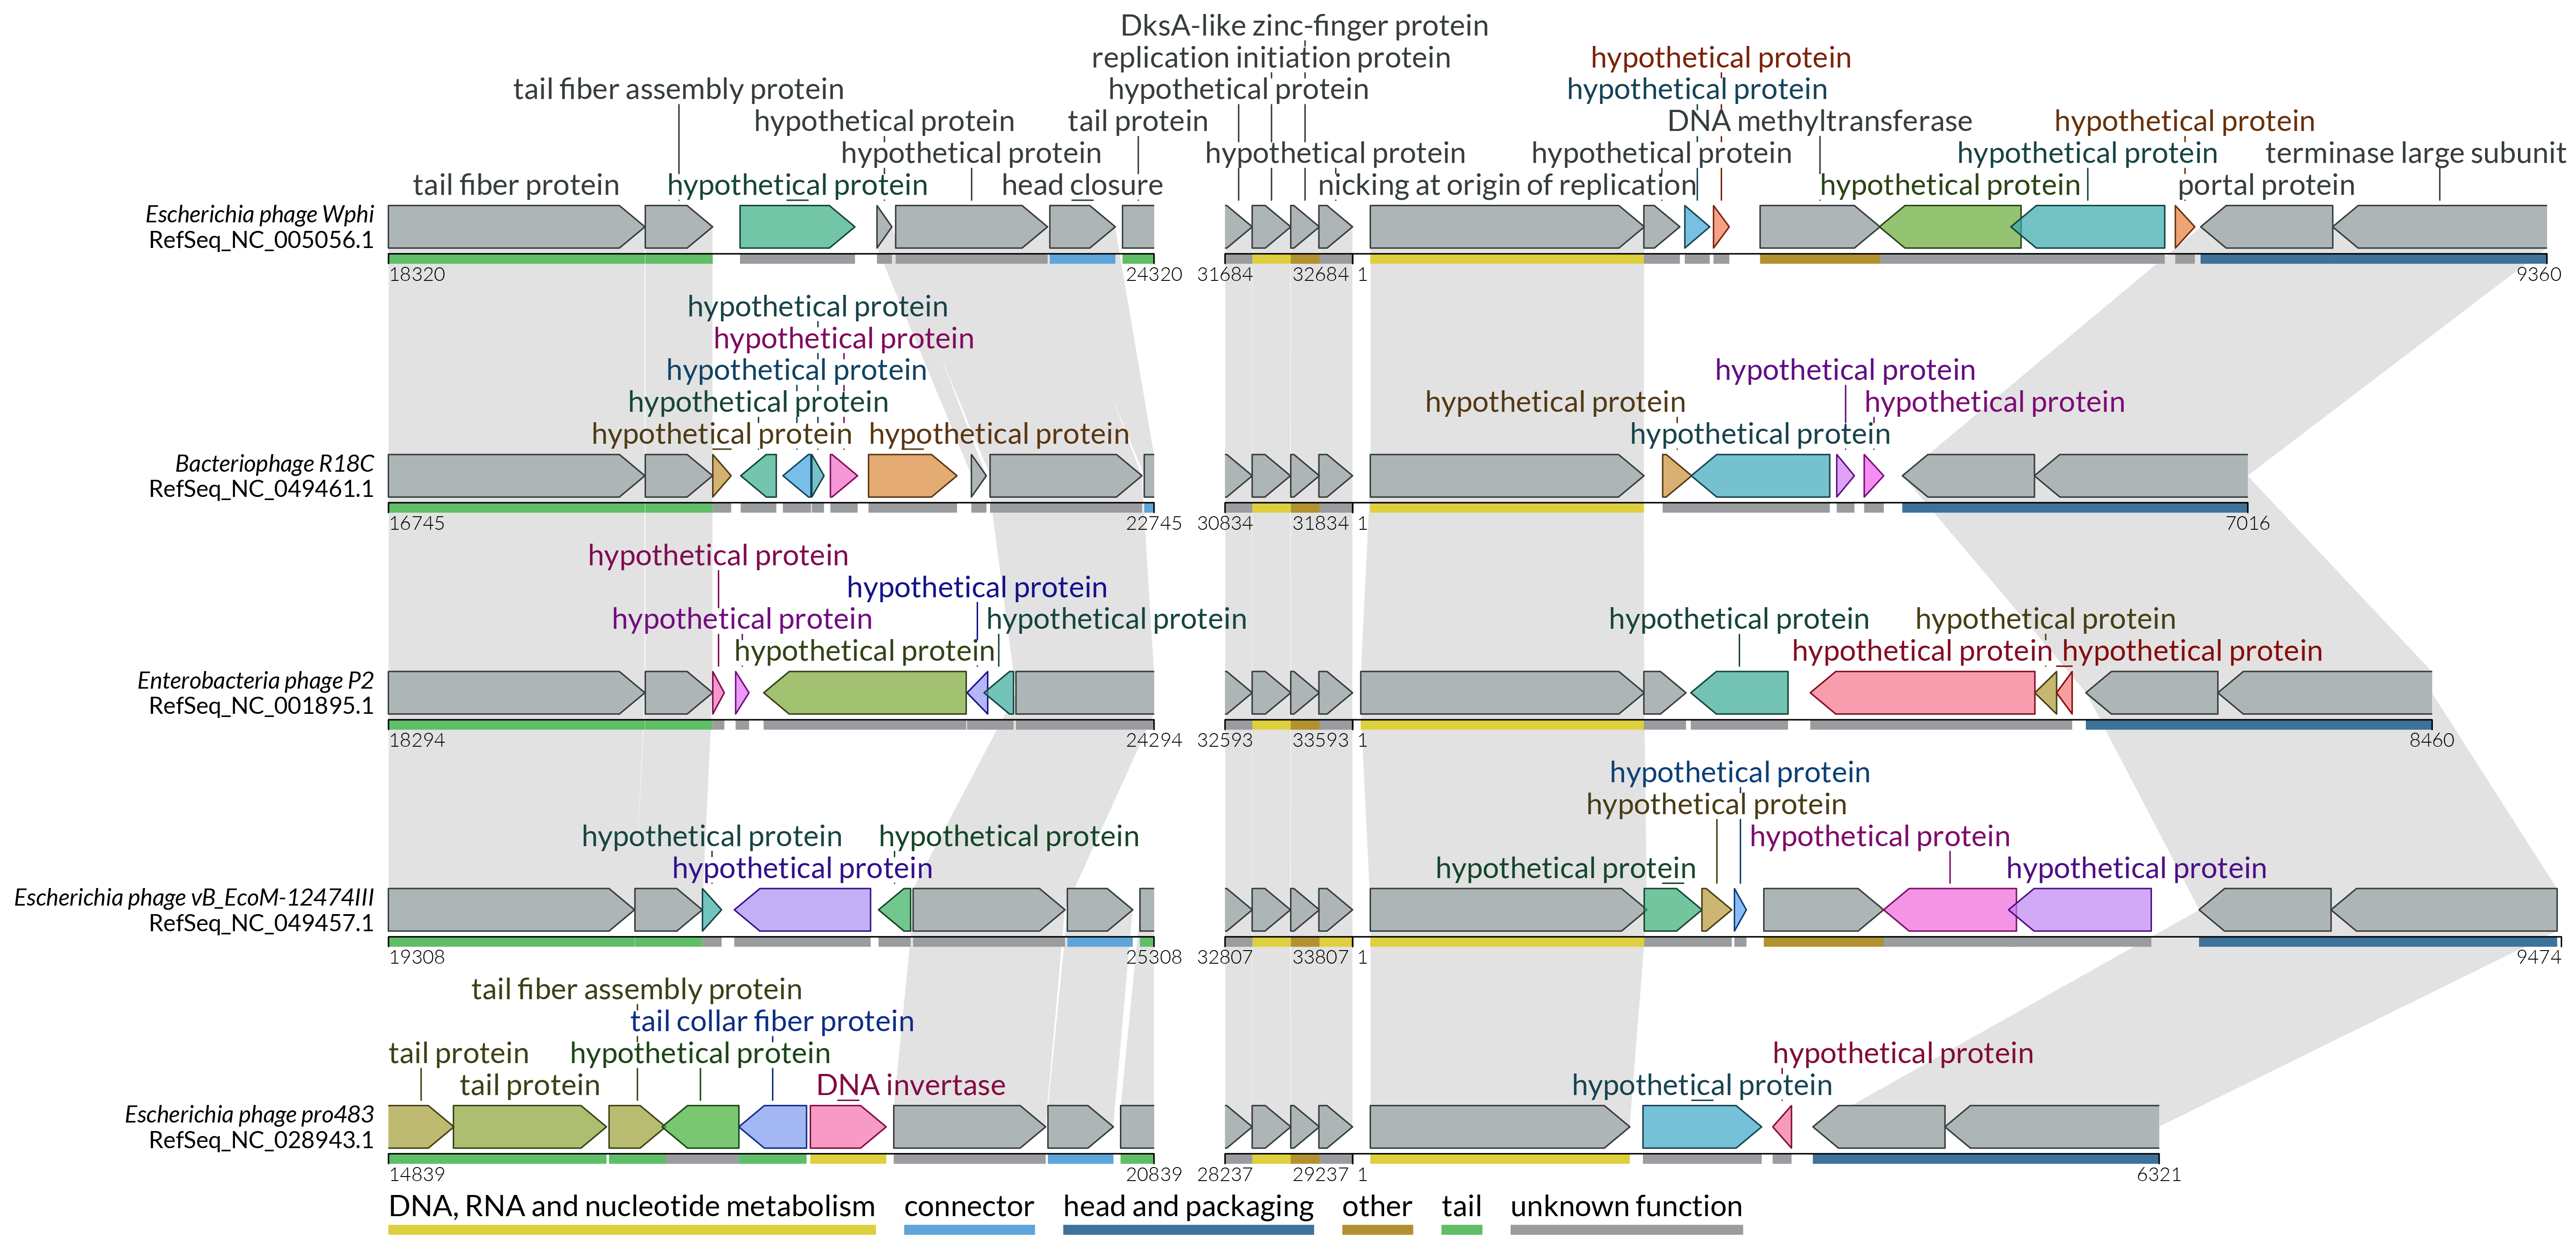 DksA-like zinc-finger protein
replication initiation protein
hypothetical protein
tail fiber assembly protein
hypothetical protein
hypothetical protein
hypothetical protein
hypothetical protein
tail protein
DNA methyltransferase
hypothetical protein
hypothetical protein
hypothetical protein
hypothetical protein
hypothetical protein
terminase large subunit
tail fiber protein
hypothetical protein
head closure
nicking at origin of replication
hypothetical protein
portal protein
Escherichia phage Wphi
RefSeq_NC_005056.1
18320
24320
31684
32684
1
9360
hypothetical protein
hypothetical protein
hypothetical protein
hypothetical protein
hypothetical protein
hypothetical protein
hypothetical protein
hypothetical protein
hypothetical protein
hypothetical protein
Bacteriophage R18C
RefSeq_NC_049461.1
16745
22745
30834
31834
1
7016
hypothetical protein
hypothetical protein
hypothetical protein
hypothetical protein
hypothetical protein
hypothetical protein
hypothetical protein
hypothetical protein
hypothetical protein
Enterobacteria phage P2
RefSeq_NC_001895.1
18294
24294
32593
33593
1
8460
hypothetical protein
hypothetical protein
hypothetical protein
hypothetical protein
hypothetical protein
hypothetical protein
hypothetical protein
hypothetical protein
Escherichia phage vB_EcoM-12474III
RefSeq_NC_049457.1
19308
25308
32807
33807
1
9474
tail fiber assembly protein
tail collar fiber protein
tail protein
hypothetical protein
hypothetical protein
tail protein
DNA invertase
hypothetical protein
Escherichia phage pro483
RefSeq_NC_028943.1
14839
20839
28237
29237
1
6321
DNA, RNA and nucleotide metabolism
connector
head and packaging
other
tail
unknown function